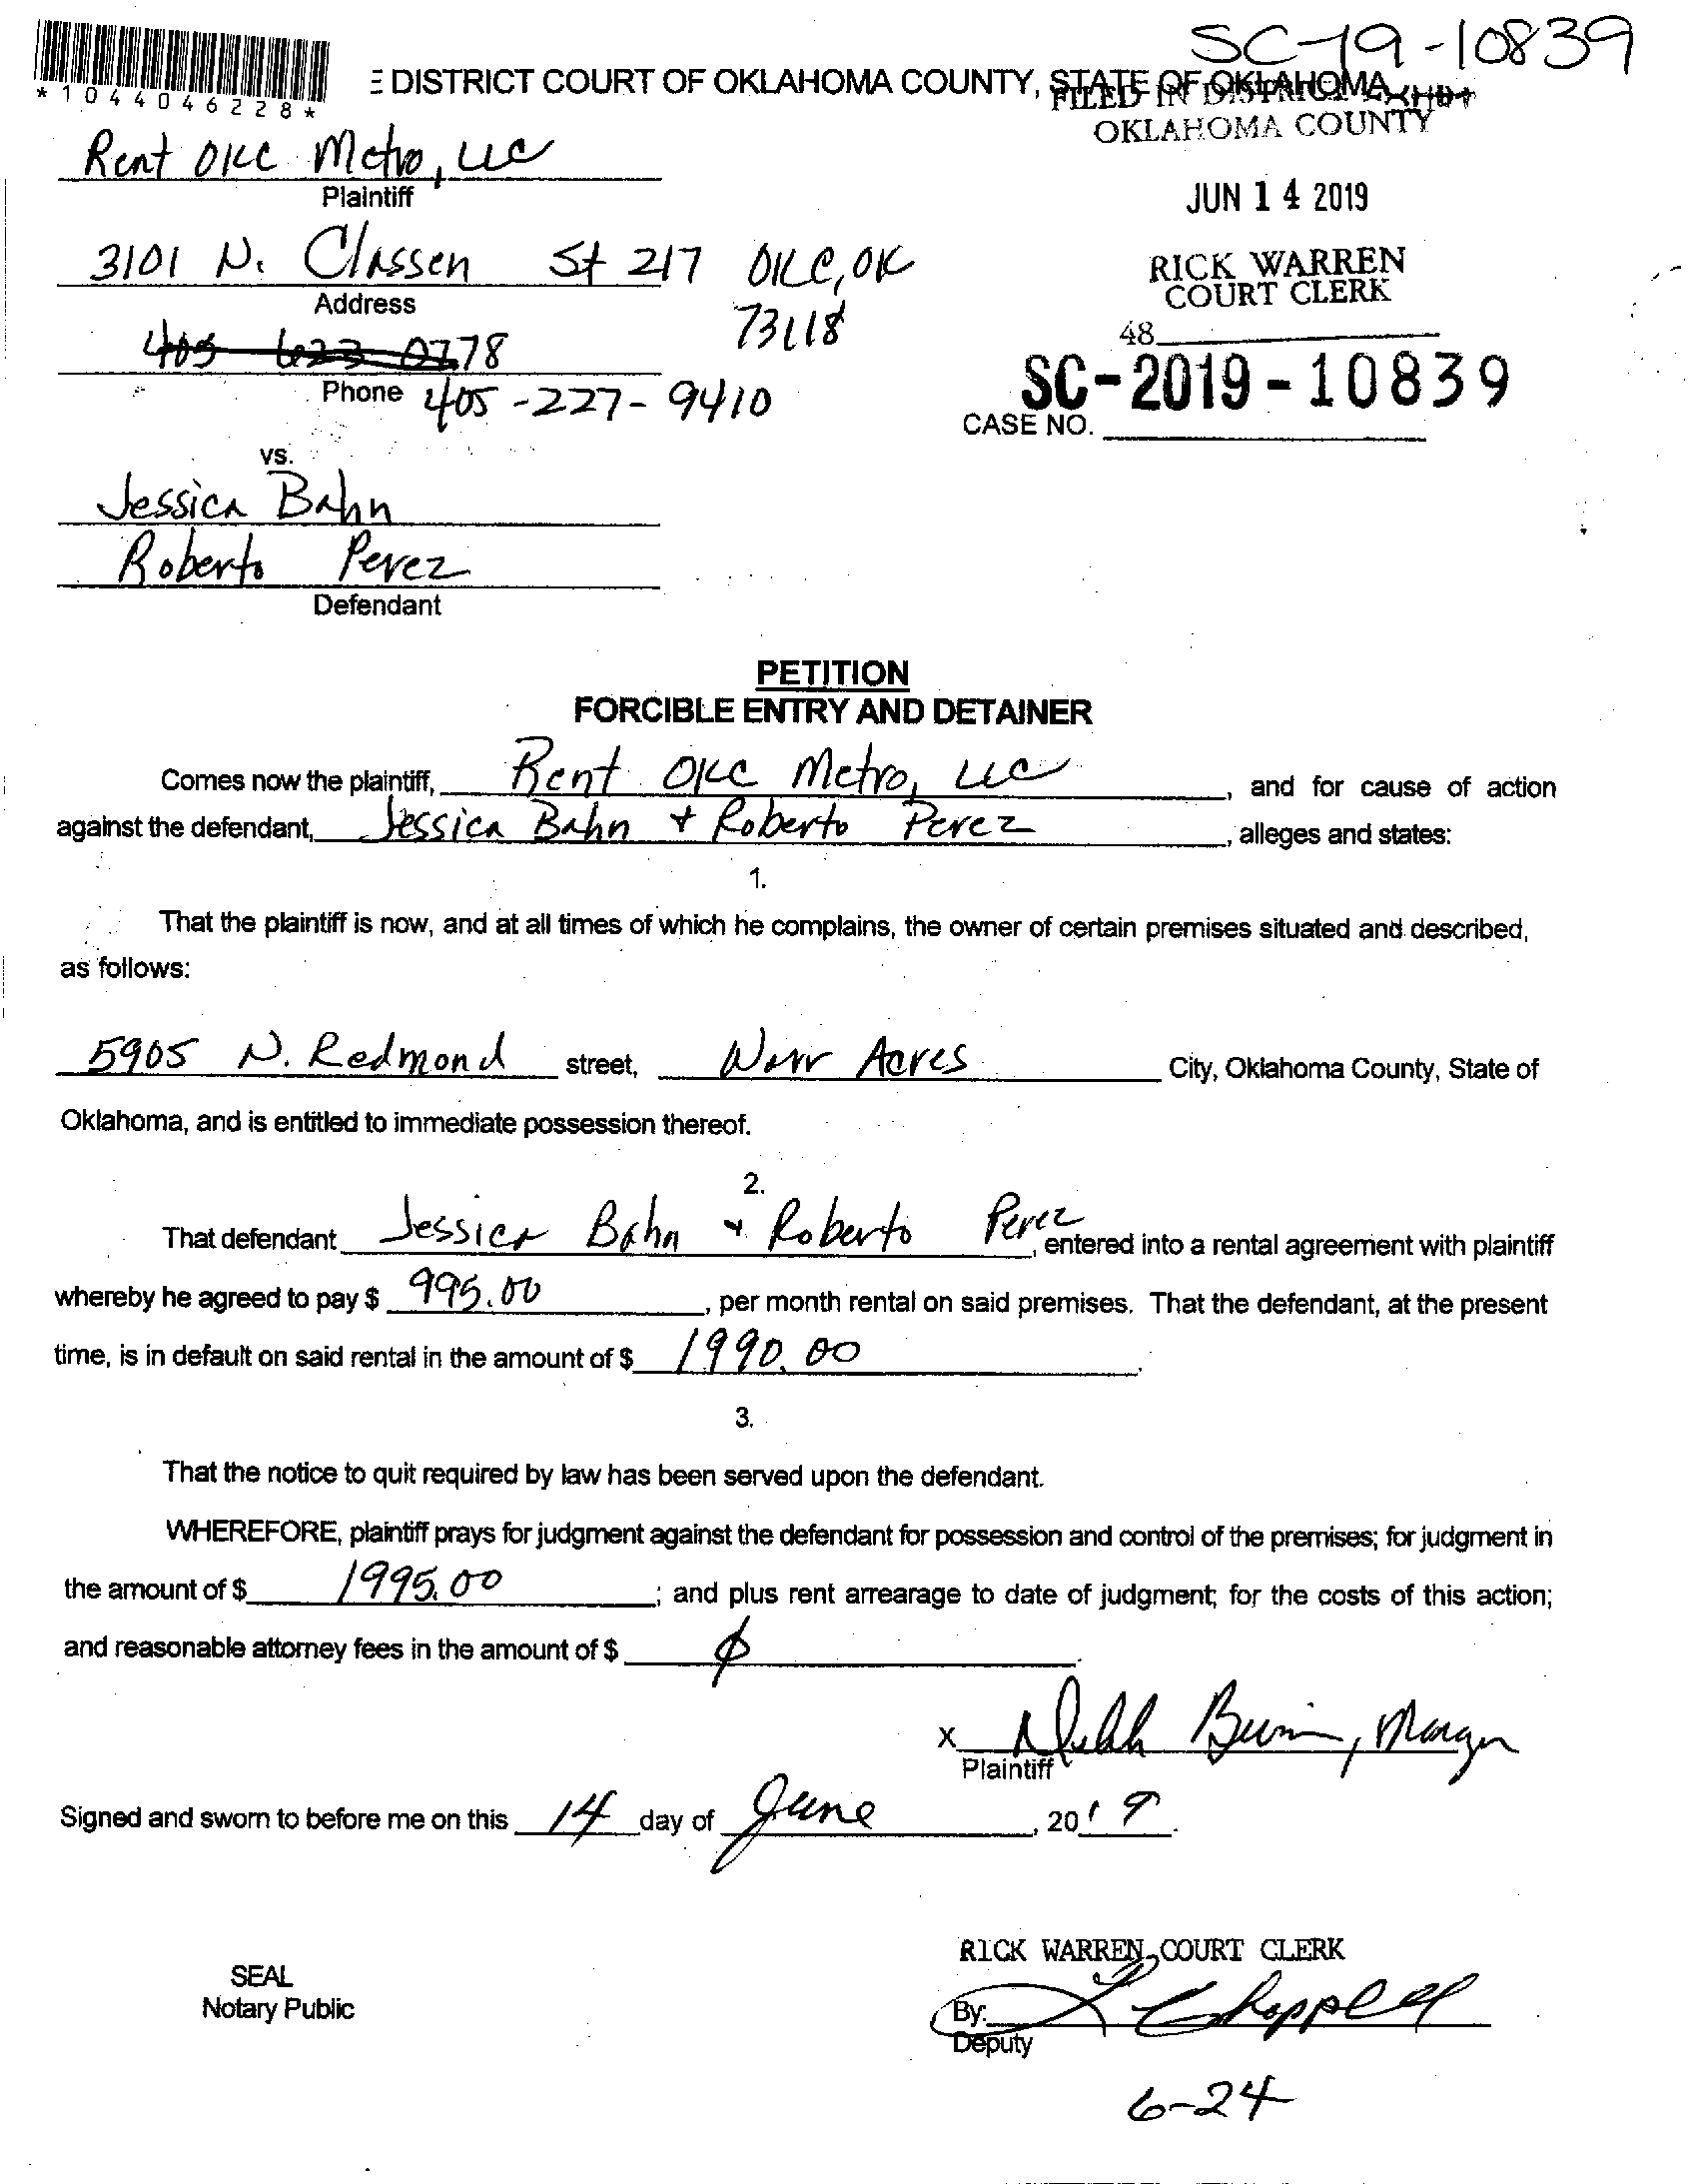 SC-19-10839
*1044046228*
E DISTRICT COURT OF OKLAHOMA COUNTY, STATE OF OKLAHOMA
FILED IN DISTRICT
OKLAHOMA COUNTY
Rent OKC Metro, LLC
Plaintiff
JUN 14 2019
3101 N. Classen St 217 OKC, OK
73118
Address
RICK WARREN
COURT CLERK
405 623 0778
48
Phone 405-227-9410
SC-2019-10839
CASE NO.
vs.
Jessica Bahn
Roberto Perez
Defendant
PETITION
FORCIBLE ENTRY AND DETAINER
Comes now the plaintiff, Rent OKC Metro, LLC, and for cause of action
against the defendant, Jessica Bahn + Roberto Perez, alleges and states:
1.
That the plaintiff is now, and at all times of which he complains, the owner of certain premises situated and described,
as follows:
5905 N. Redmond street, Warr Acres City, Oklahoma County, State of
Oklahoma, and is entitled to immediate possession thereof.
2.
That defendant Jessica Bahn + Roberto Perez, entered into a rental agreement with plaintiff
whereby he agreed to pay $ 995.00, per month rental on said premises. That the defendant, at the present
time, is in default on said rental in the amount of $ 1990.00.
3.
That the notice to quit required by law has been served upon the defendant.
WHEREFORE, plaintiff prays for judgment against the defendant for possession and control of the premises; for judgment in
the amount of $ 1995.00; and plus rent arrearage to date of judgment; for the costs of this action;
and reasonable attorney fees in the amount of $ ϕ.
X
Plaintiff
Signed and sworn to before me on this 14 day of June, 2019.
RICK WARREN, COURT CLERK
SEAL
Notary Public
By: L Chappell
Deputy
6-24